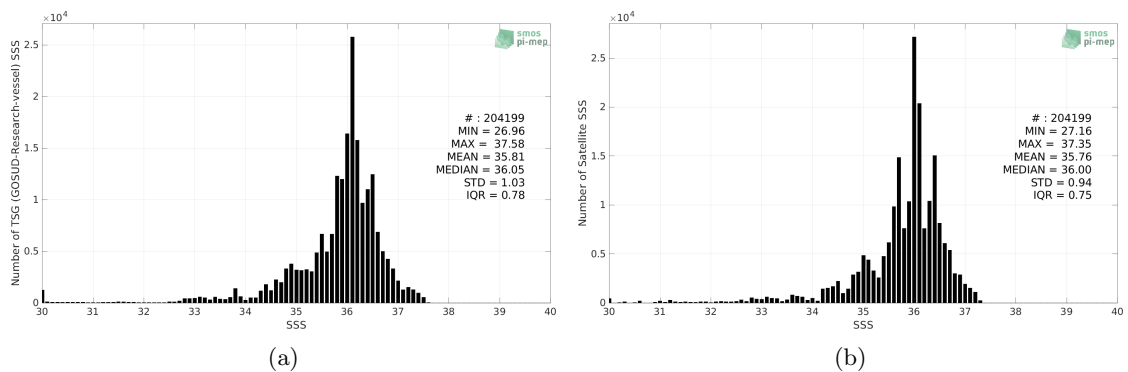 ×10⁴
2.5
2
1.5
1
0.5
0
30 31 32 33 34 35 36 37 38 39 40
SSS
Number of TSG (GOSUD-Research-vessel) SSS
smos
pi-mep
# : 204199
MIN = 26.96
MAX = 37.58
MEAN = 35.81
MEDIAN = 36.05
STD = 1.03
IQR = 0.78
(a)
×10⁴
2.5
2
1.5
1
0.5
0
30 31 32 33 34 35 36 37 38 39 40
SSS
Number of Satellite SSS
smos
pi-mep
# : 204199
MIN = 27.16
MAX = 37.35
MEAN = 35.76
MEDIAN = 36.00
STD = 0.94
IQR = 0.75
(b)